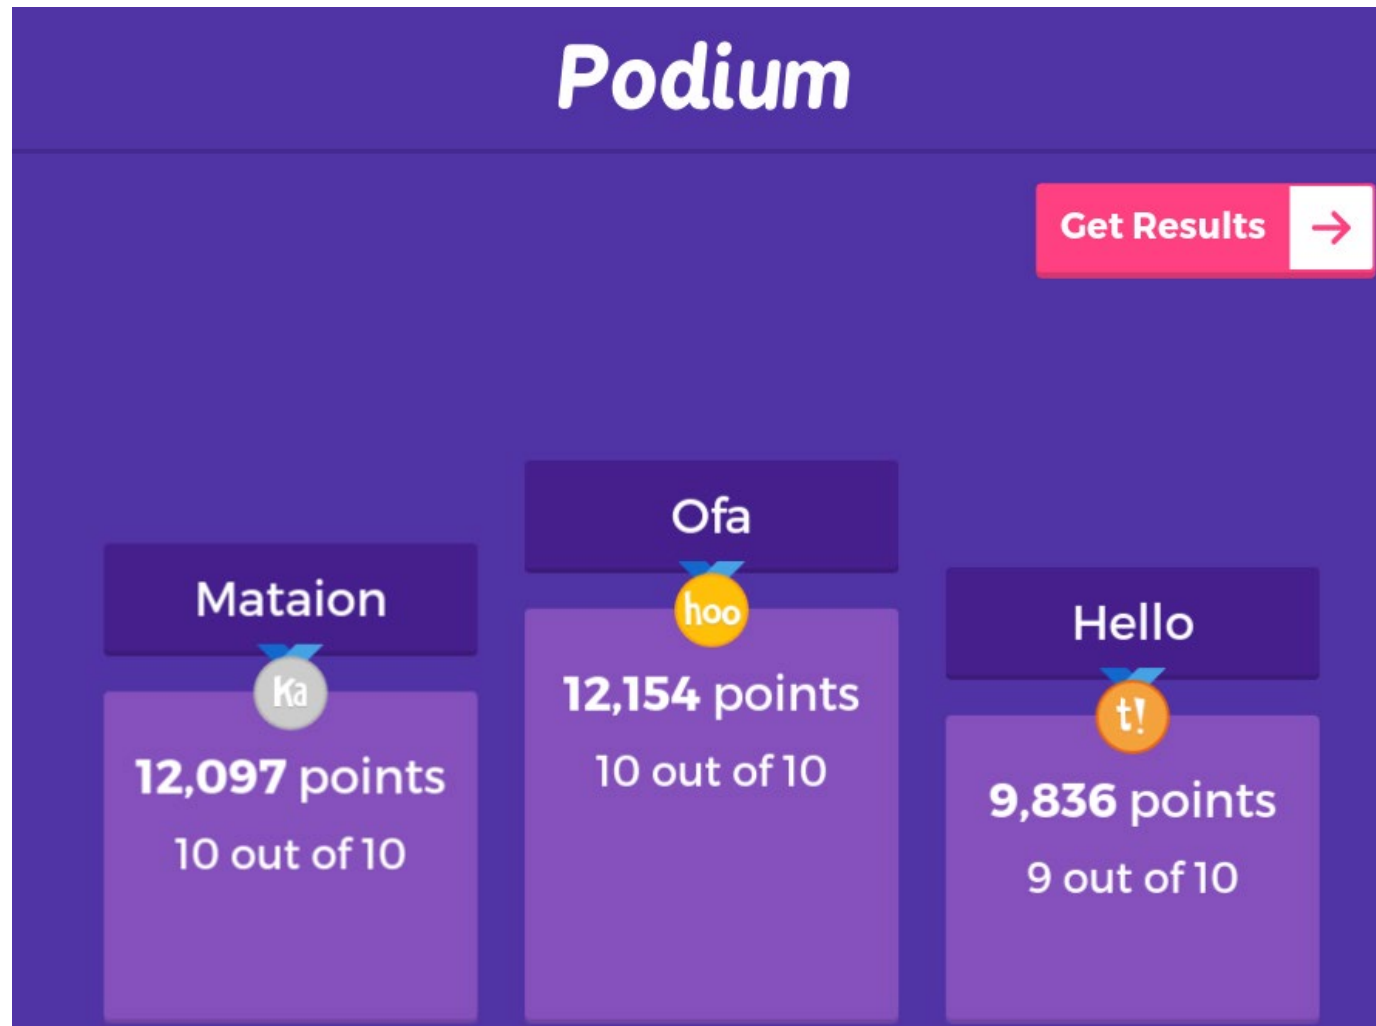 Podium
Get Results
Mataion
Ka
12,097 points
10 out of 10
Ofa
hoo
12,154 points
10 out of 10
Hello
t!
9,836 points
9 out of 10